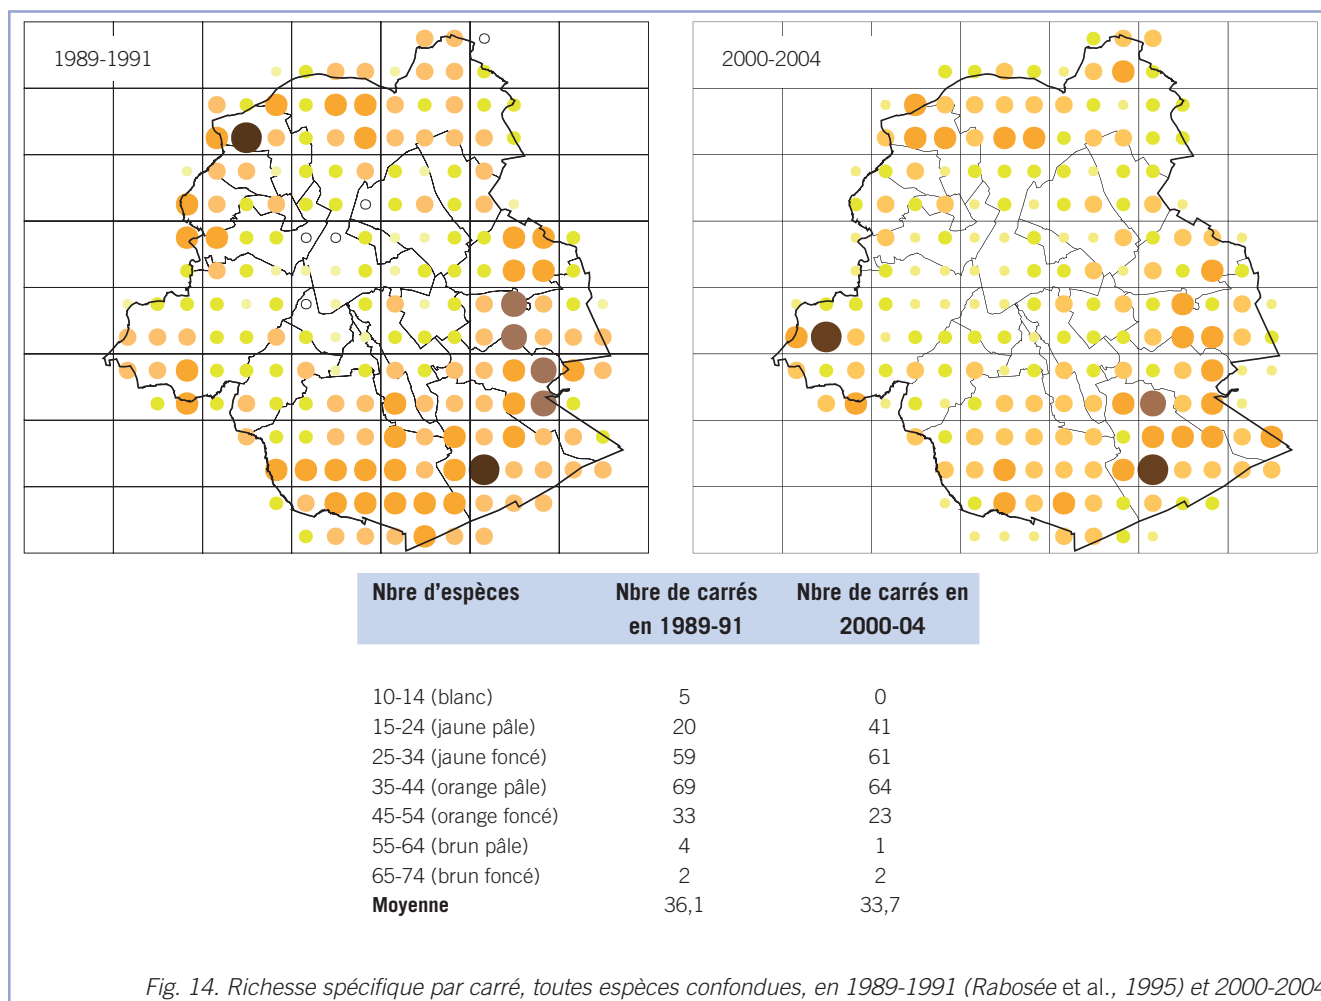 1989-1991
2000-2004
Nbre d’espèces Nbre de carrés Nbre de carrés en
en 1989-91 2000-04
10-14 (blanc) 5 0
15-24 (jaune pâle) 20 41
25-34 (jaune foncé) 59 61
35-44 (orange pâle) 69 64
45-54 (orange foncé) 33 23
55-64 (brun pâle) 4 1
65-74 (brun foncé) 2 2
Moyenne 36,1 33,7
Fig. 14. Richesse spécifique par carré, toutes espèces confondues, en 1989-1991 (Rabosée et al., 1995) et 2000-2004